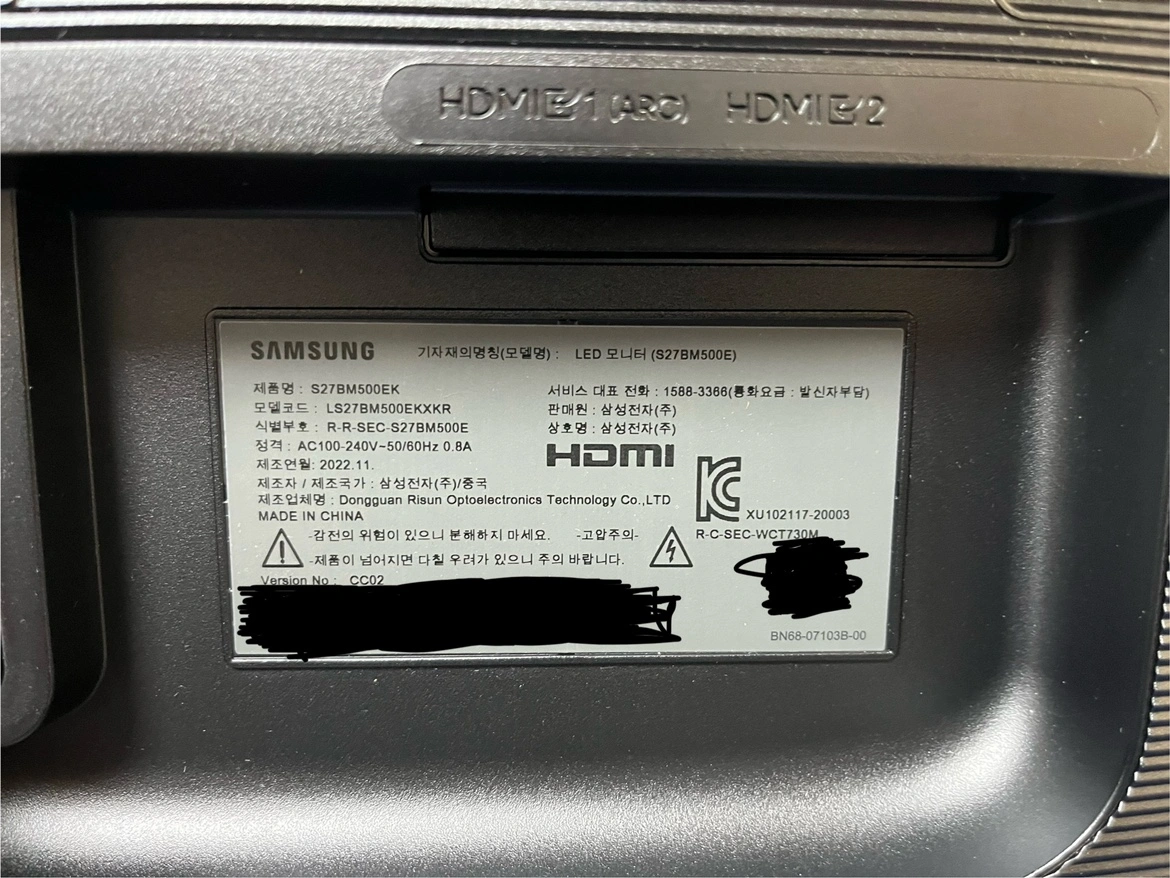 HDMI 1 (ARC) HDMI 2
SAMSUNG 기자재의명칭(모델명) : LED 모니터 (S27BM500E)
제품명 : S27BM500EK
모델코드 : LS27BM500EKXKR
식별부호 : R-R-SEC-S27BM500E
정격 : AC100-240V~50/60Hz 0.8A
제조연월: 2022.11.
제조자 / 제조국가 : 삼성전자(주)/중국
제조업체명 : Dongguan Risun Optoelectronics Technology Co.,LTD
MADE IN CHINA
서비스 대표 전화 : 1588-3366(통화요금 : 발신자부담)
판매원 : 삼성전자(주)
상호명 : 삼성전자(주)
HDMI
KC
XU102117-20003
R-C-SEC-WCT730M
-감전의 위험이 있으니 분해하지 마세요. -고압주의-
-제품이 넘어지면 다칠 우려가 있으니 주의 바랍니다.
Version No : CC02
BN68-07103B-00